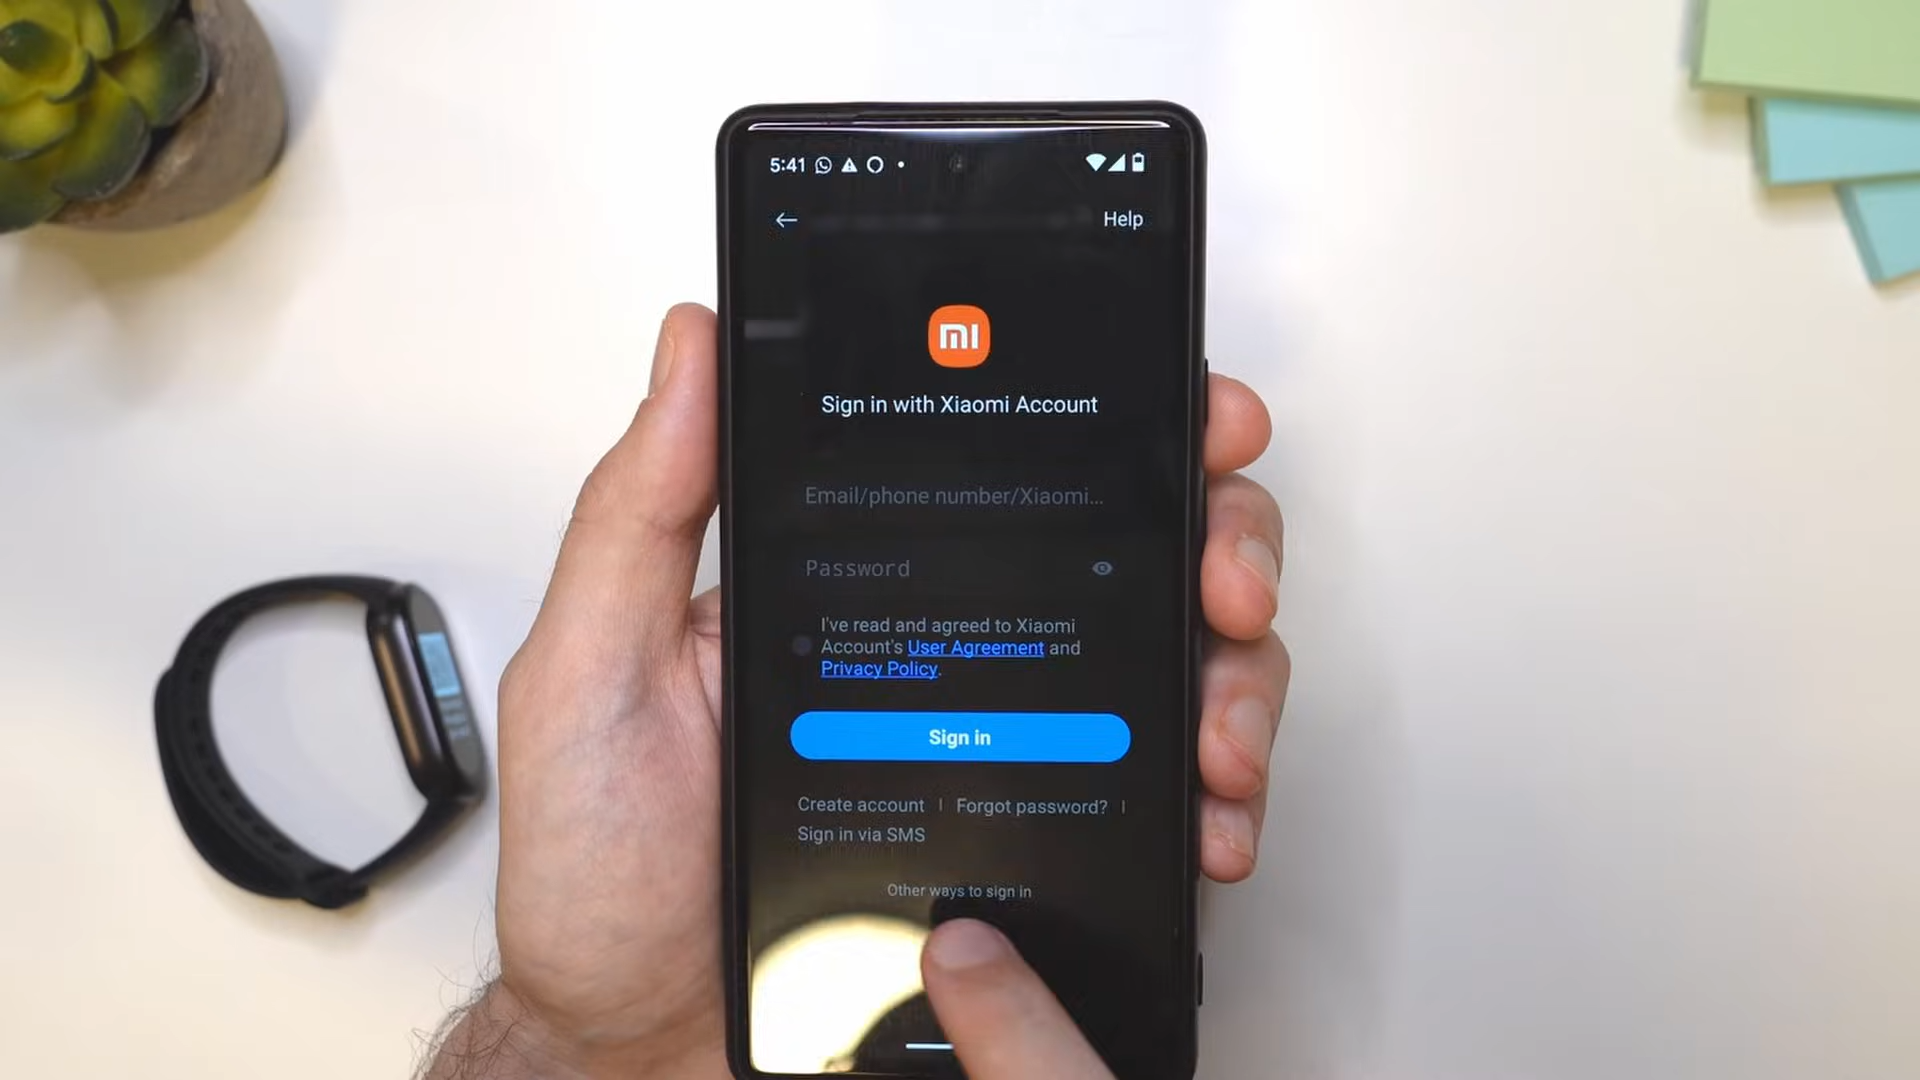 5:41
Help
mi
Sign in with Xiaomi Account
Email/phone number/Xiaomi...
Password
I've read and agreed to Xiaomi
Account's User Agreement and
Privacy Policy.
Sign in
Create account | Forgot password? |
Sign in via SMS
Other ways to sign in